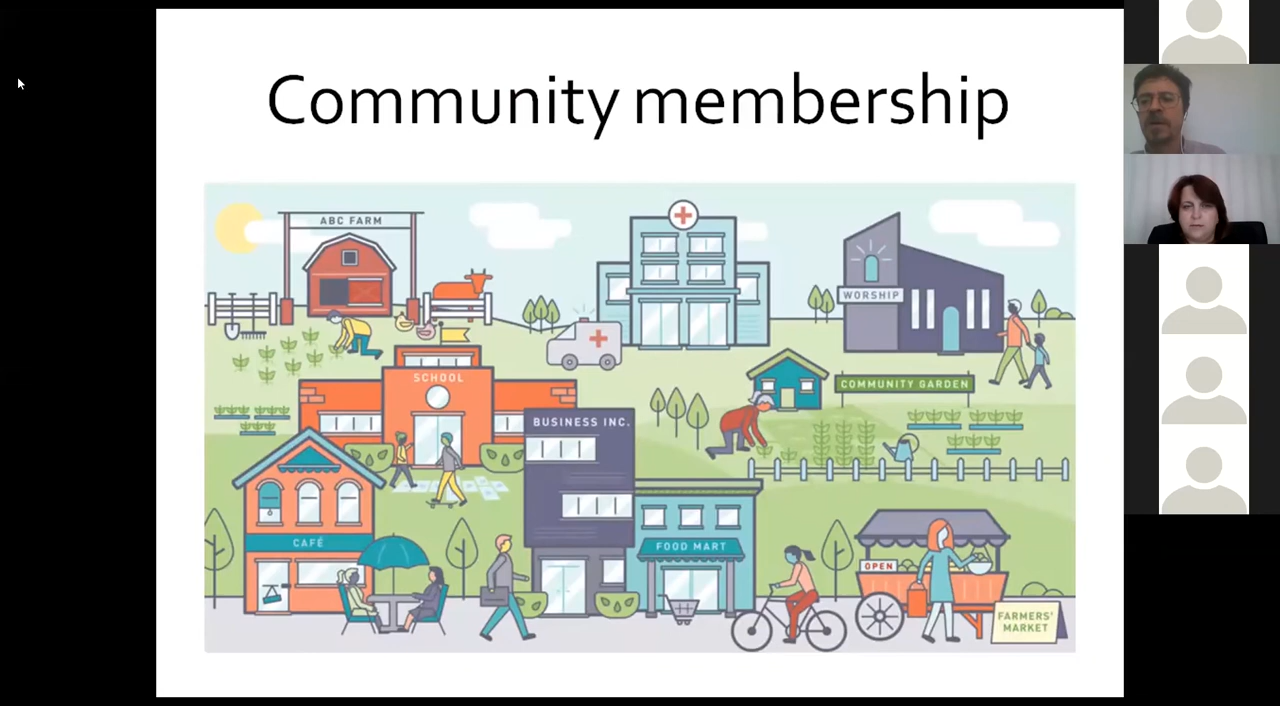 Community membership
ABC FARM
WORSHIP
SCHOOL
COMMUNITY GARDEN
BUSINESS INC.
CAFÉ
FOOD MART
OPEN
FARMERS'
MARKET